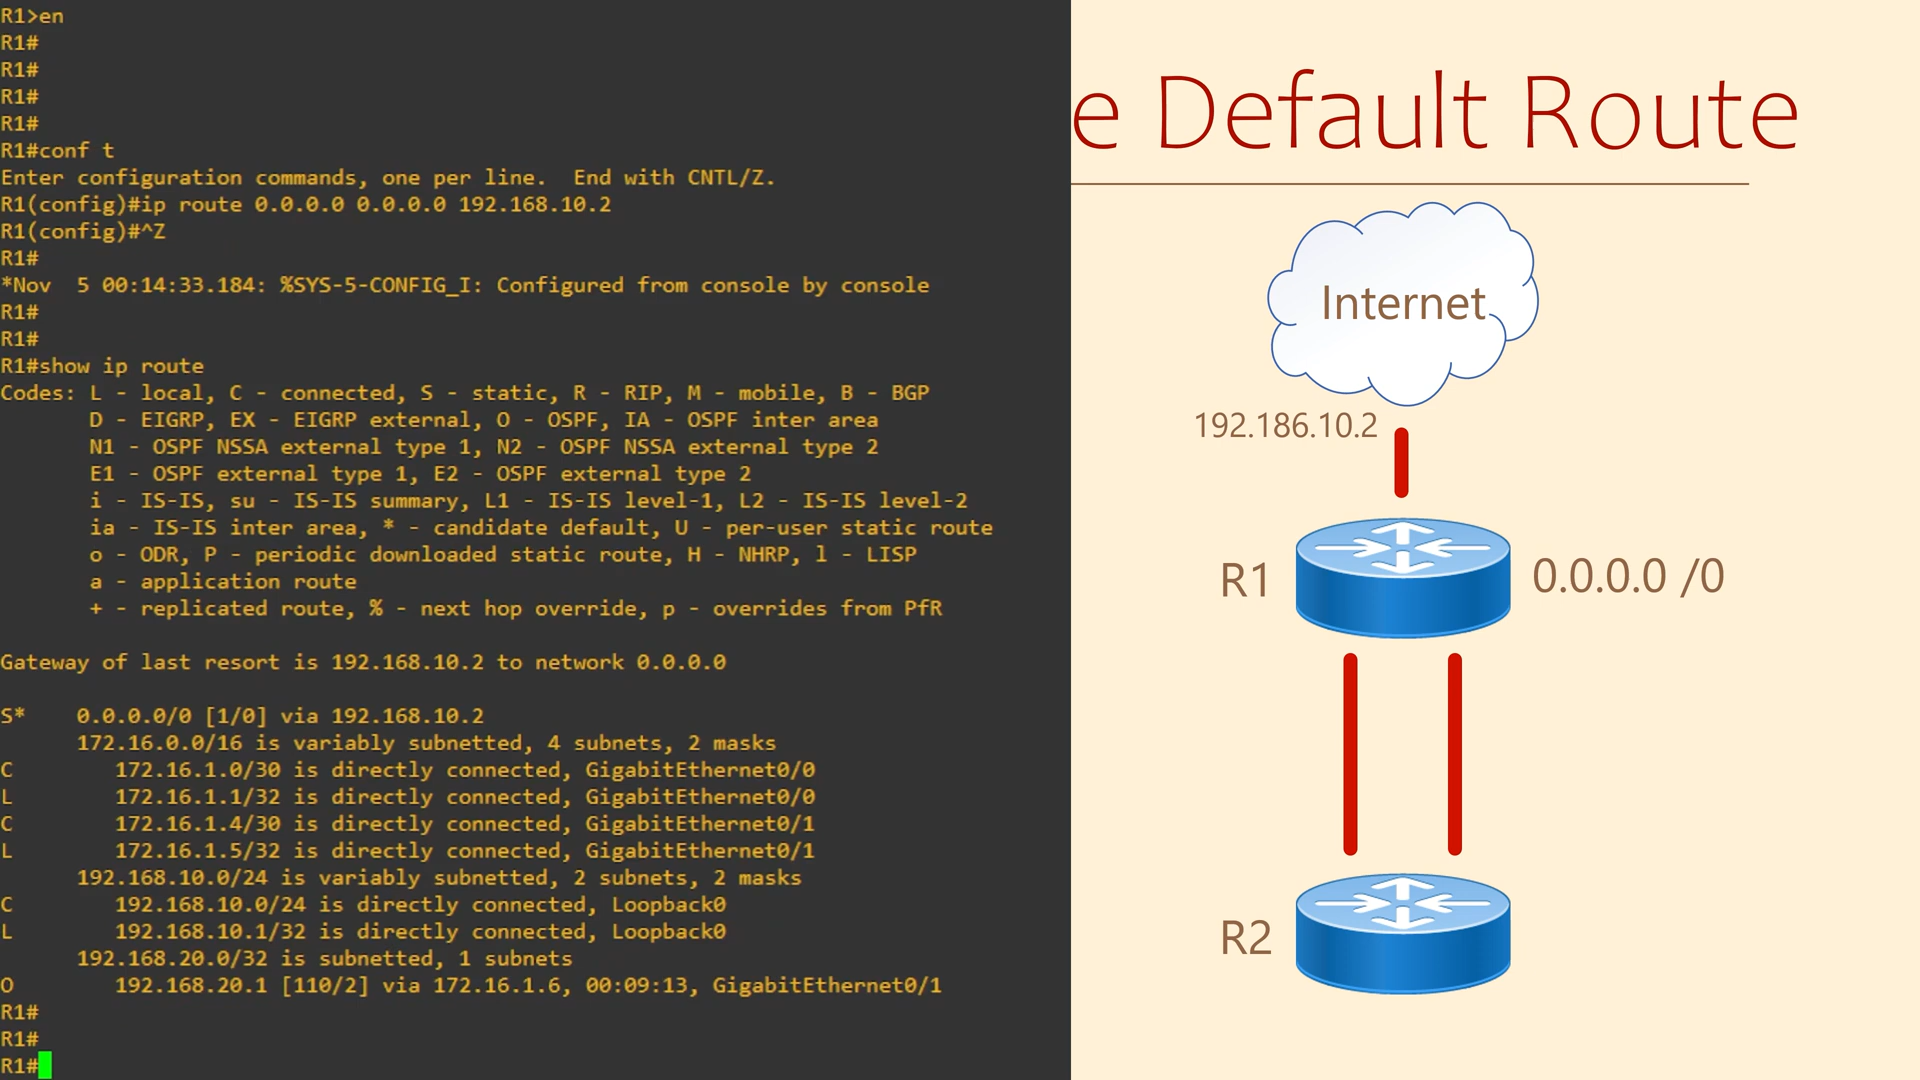 R1>en
R1#
R1#
R1#
R1#
R1#conf t
Enter configuration commands, one per line.  End with CNTL/Z.
R1(config)#ip route 0.0.0.0 0.0.0.0 192.168.10.2
R1(config)#^Z
R1#
*Nov  5 00:14:33.184: %SYS-5-CONFIG_I: Configured from console by console
R1#
R1#
R1#show ip route
Codes: L - local, C - connected, S - static, R - RIP, M - mobile, B - BGP
       D - EIGRP, EX - EIGRP external, O - OSPF, IA - OSPF inter area
       N1 - OSPF NSSA external type 1, N2 - OSPF NSSA external type 2
       E1 - OSPF external type 1, E2 - OSPF external type 2
       i - IS-IS, su - IS-IS summary, L1 - IS-IS level-1, L2 - IS-IS level-2
       ia - IS-IS inter area, * - candidate default, U - per-user static route
       o - ODR, P - periodic downloaded static route, H - NHRP, l - LISP
       a - application route
       + - replicated route, % - next hop override, p - overrides from PfR
Gateway of last resort is 192.168.10.2 to network 0.0.0.0
S*    0.0.0.0/0 [1/0] via 192.168.10.2
      172.16.0.0/16 is variably subnetted, 4 subnets, 2 masks
C        172.16.1.0/30 is directly connected, GigabitEthernet0/0
L        172.16.1.1/32 is directly connected, GigabitEthernet0/0
C        172.16.1.4/30 is directly connected, GigabitEthernet0/1
L        172.16.1.5/32 is directly connected, GigabitEthernet0/1
      192.168.10.0/24 is variably subnetted, 2 subnets, 2 masks
C        192.168.10.0/24 is directly connected, Loopback0
L        192.168.10.1/32 is directly connected, Loopback0
      192.168.20.0/32 is subnetted, 1 subnets
O        192.168.20.1 [110/2] via 172.16.1.6, 00:09:13, GigabitEthernet0/1
R1#
R1#
R1#
e Default Route
Internet
192.186.10.2
R1
0.0.0.0 /0
R2